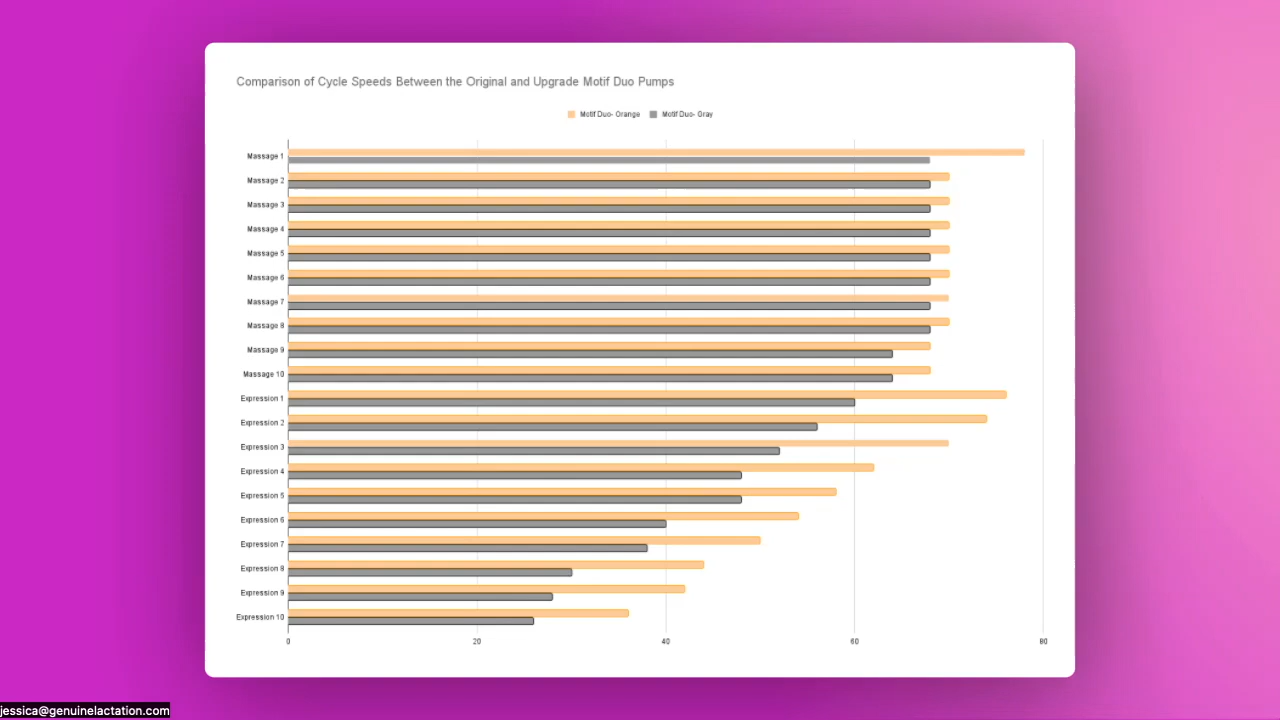 Comparison of Cycle Speeds Between the Original and Upgrade Motif Duo Pumps
Motif Duo- Orange Motif Duo- Gray
Massage 1
Massage 2
Massage 3
Massage 4
Massage 5
Massage 6
Massage 7
Massage 8
Massage 9
Massage 10
Expression 1
Expression 2
Expression 3
Expression 4
Expression 5
Expression 6
Expression 7
Expression 8
Expression 9
Expression 10
0 20 40 60 80
jessica@genuinelactation.com